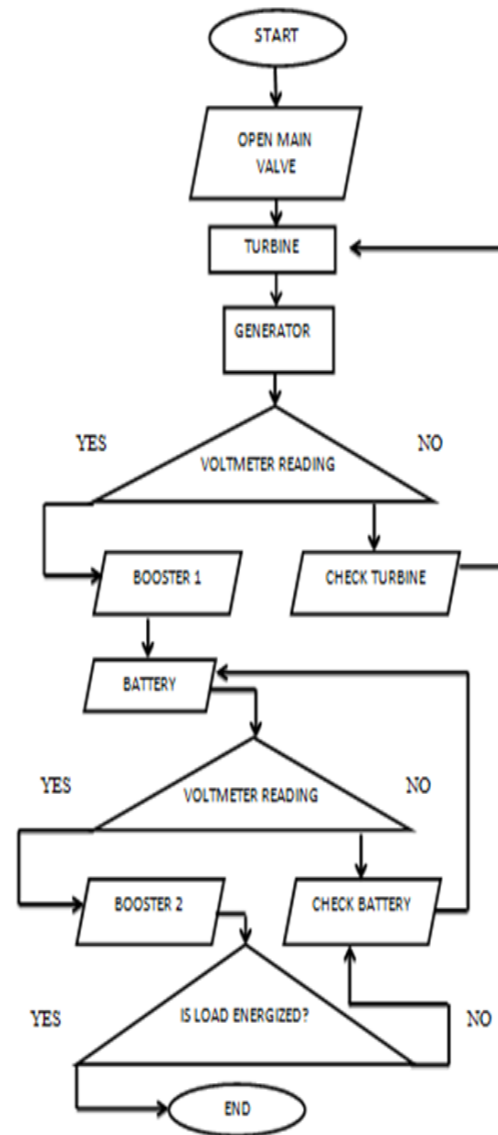 START
OPEN MAIN
VALVE
TURBINE
GENERATOR
YES
NO
VOLTMETER READING
BOOSTER 1
CHECK TURBINE
BATTERY
YES
NO
VOLTMETER READING
BOOSTER 2
CHECK BATTERY
YES
IS LOAD ENERGIZED?
NO
END